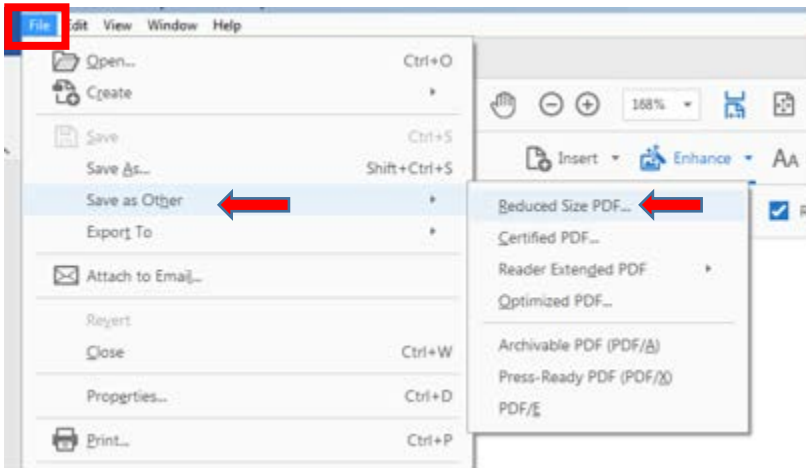 File Edit View Window Help
Open... Ctrl+O
Create
Save Ctrl+S
Save As... Shift+Ctrl+S
Save as Other
Export To
Attach to Email...
Revert
Close Ctrl+W
Properties... Ctrl+D
Print... Ctrl+P
168%
Insert Enhance AA
Reduced Size PDF...
Certified PDF...
Reader Extended PDF
Optimized PDF...
Archivable PDF (PDF/A)
Press-Ready PDF (PDF/X)
PDF/E